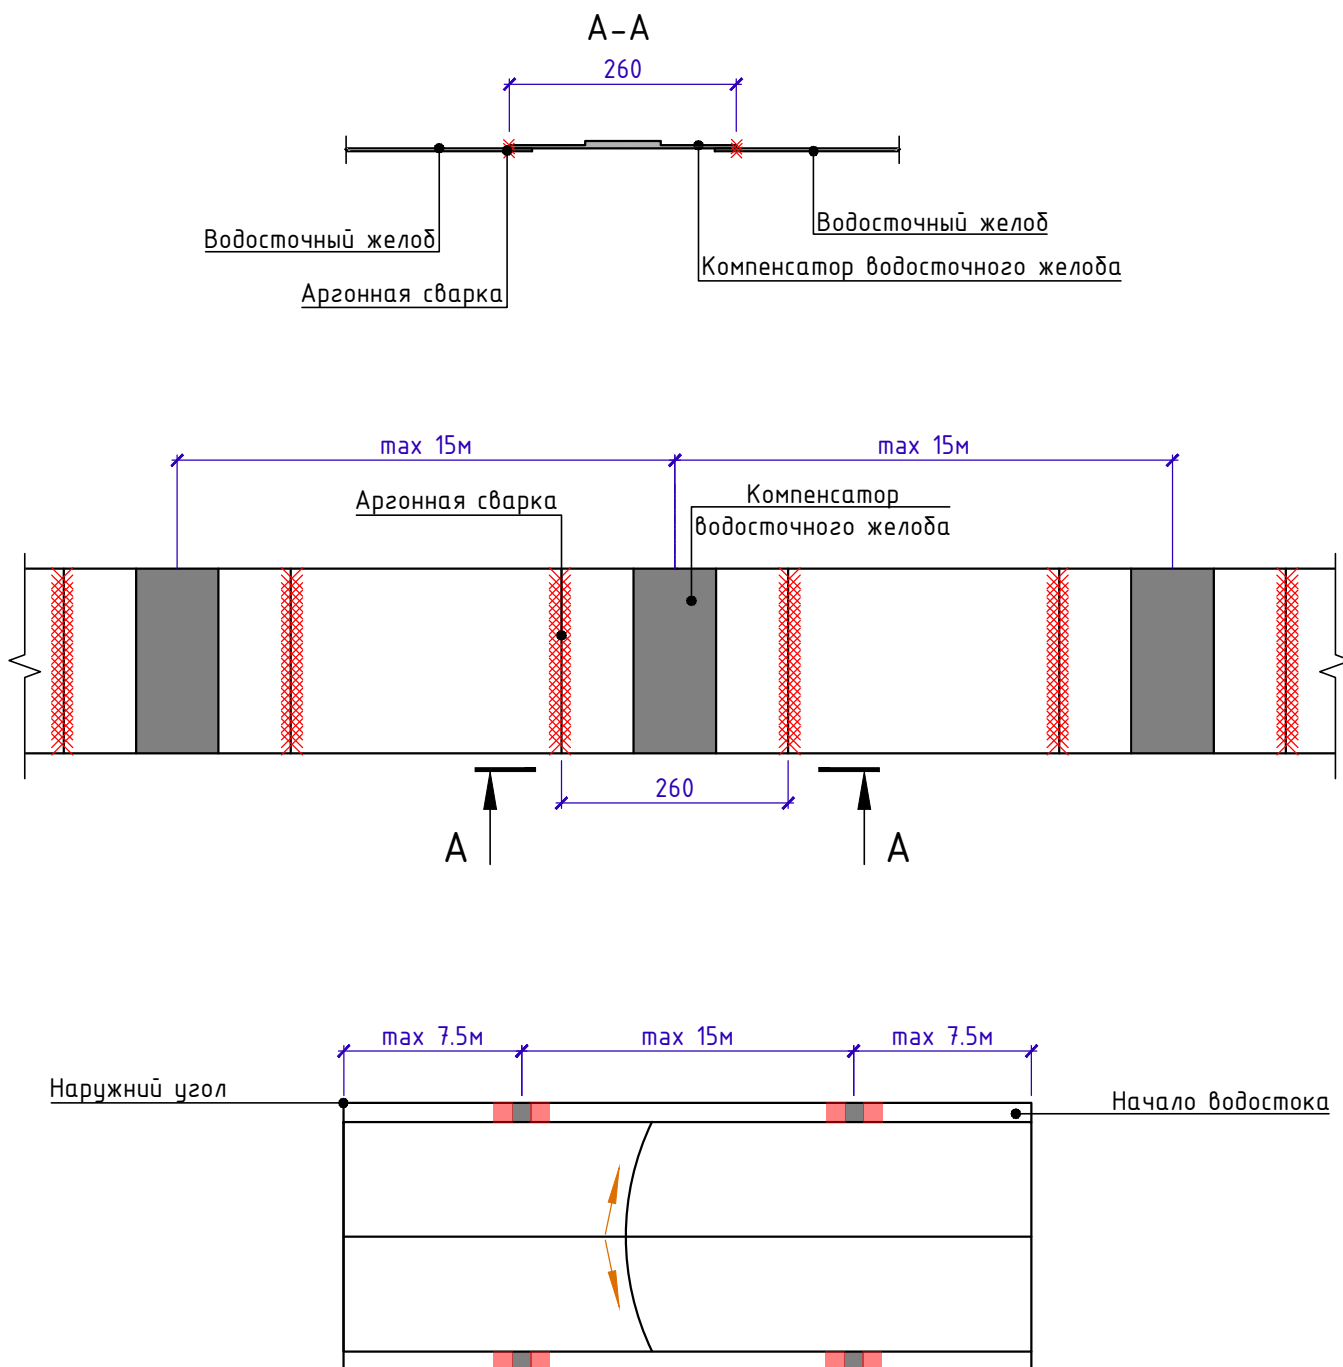 А-А
260
Водосточный желоб
Водосточный желоб
Компенсатор водосточного желоба
Аргонная сварка
max 15м
max 15м
Аргонная сварка
Компенсатор
водосточного желоба
260
А
А
max 7.5м
max 15м
max 7.5м
Наружний угол
Начало водостока